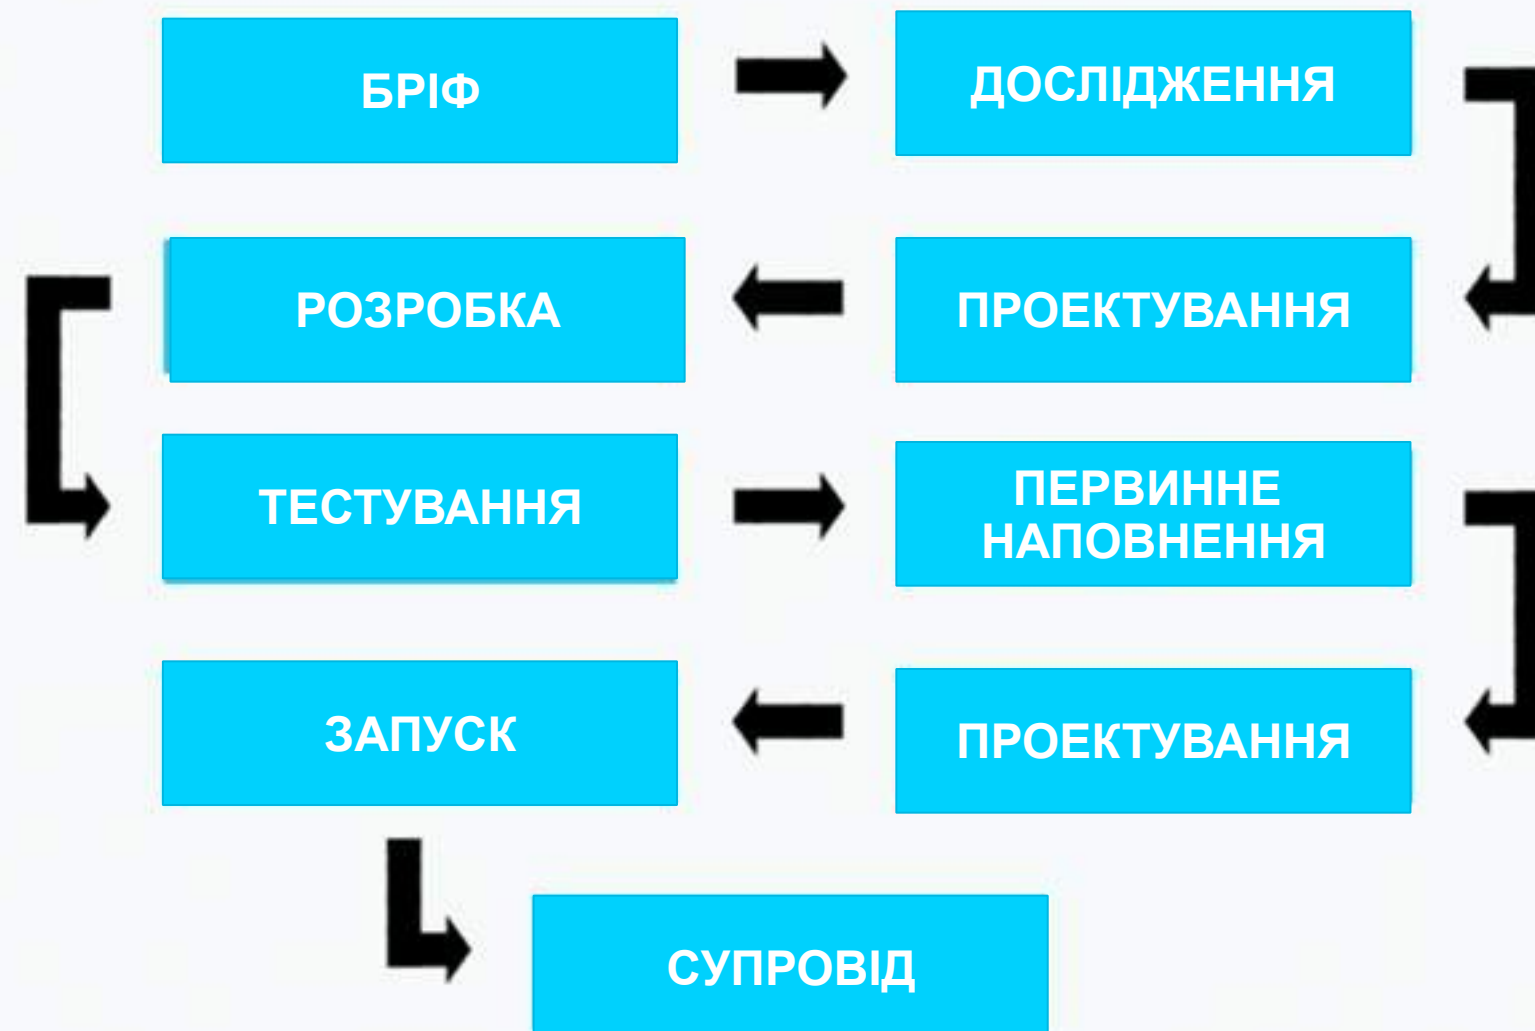 БРІФ
ДОСЛІДЖЕННЯ
РОЗРОБКА
ПРОЕКТУВАННЯ
ТЕСТУВАННЯ
ПЕРВИННЕ
НАПОВНЕННЯ
ЗАПУСК
ПРОЕКТУВАННЯ
СУПРОВІД